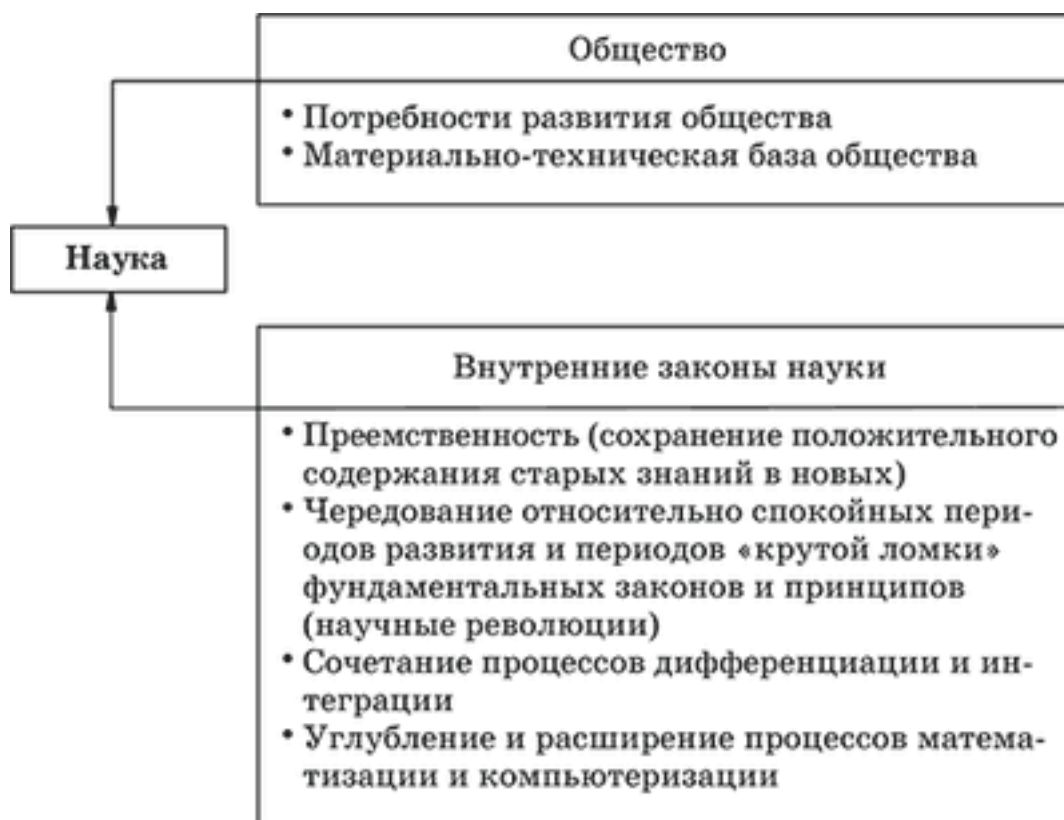 Общество
• Потребности развития общества
• Материально-техническая база общества
Наука
Внутренние законы науки
• Преемственность (сохранение положительного
содержания старых знаний в новых)
• Чередование относительно спокойных пери-
одов развития и периодов «крутой ломки»
фундаментальных законов и принципов
(научные революции)
• Сочетание процессов дифференциации и ин-
теграции
• Углубление и расширение процессов матема-
тизации и компьютеризации